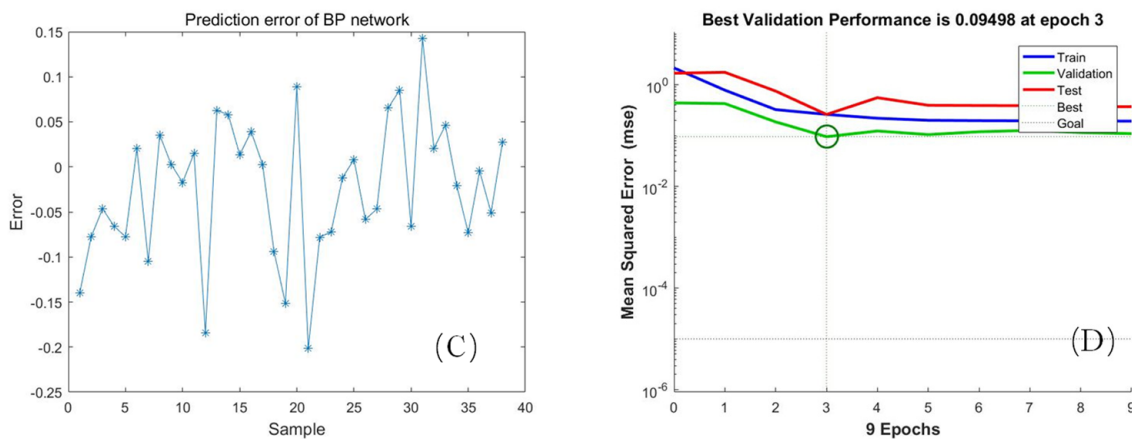 Prediction error of BP network
0.15
0.1
0.05
0
-0.05
-0.1
-0.15
-0.2
-0.25
Error
0 5 10 15 20 25 30 35 40
Sample
(C)
Best Validation Performance is 0.09498 at epoch 3
10^0
10^-2
10^-4
10^-6
Mean Squared Error (mse)
Train
Validation
Test
Best
Goal
0 1 2 3 4 5 6 7 8 9
9 Epochs
(D)